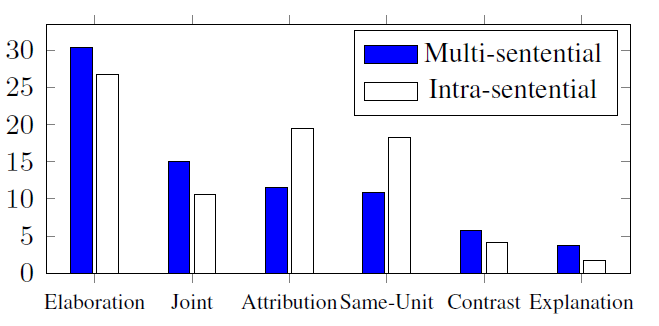 Multi-sentential
Intra-sentential
30
25
20
15
10
5
0
Elaboration Joint Attribution Same-Unit Contrast Explanation